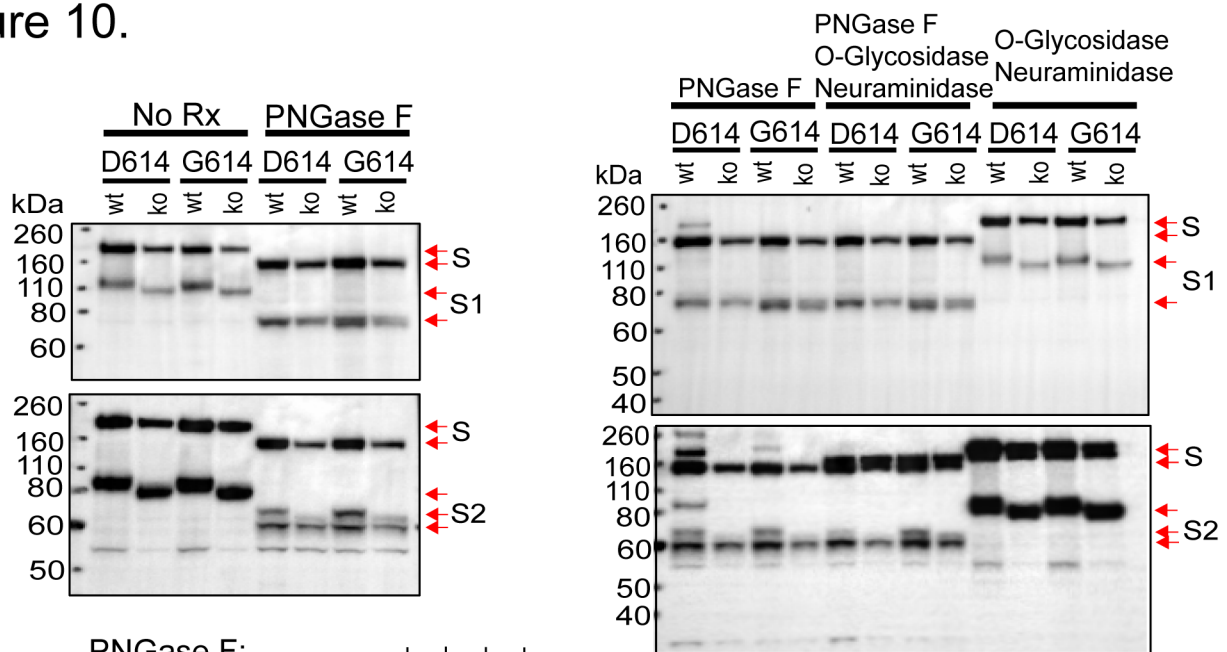 ure 10.
No Rx PNGase F
D614 G614 D614 G614
wt ko wt ko wt ko wt ko
kDa
260
160
110
80
60
S
S1
260
160
110
80
60
50
S
S2
PNGase F:
PNGase F
PNGase F
O-Glycosidase
Neuraminidase
O-Glycosidase
Neuraminidase
D614 G614 D614 G614 D614 G614
wt ko wt ko wt ko wt ko wt ko wt ko
kDa
260
160
110
80
60
50
40
S
S1
260
160
110
80
60
50
40
S
S2